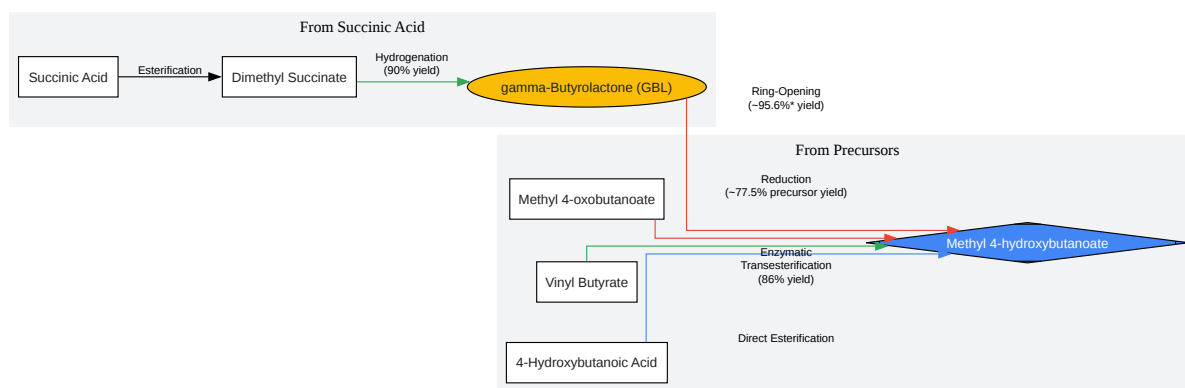 From Succinic Acid
Succinic Acid
Esterification
Dimethyl Succinate
Hydrogenation
(90% yield)
gamma-Butyrolactone (GBL)
Ring-Opening
(~95.6%* yield)
From Precursors
Methyl 4-oxobutanoate
Reduction
(~77.5% precursor yield)
Methyl 4-hydroxybutanoate
Vinyl Butyrate
Enzymatic
Transesterification
(86% yield)
Direct Esterification
4-Hydroxybutanoic Acid